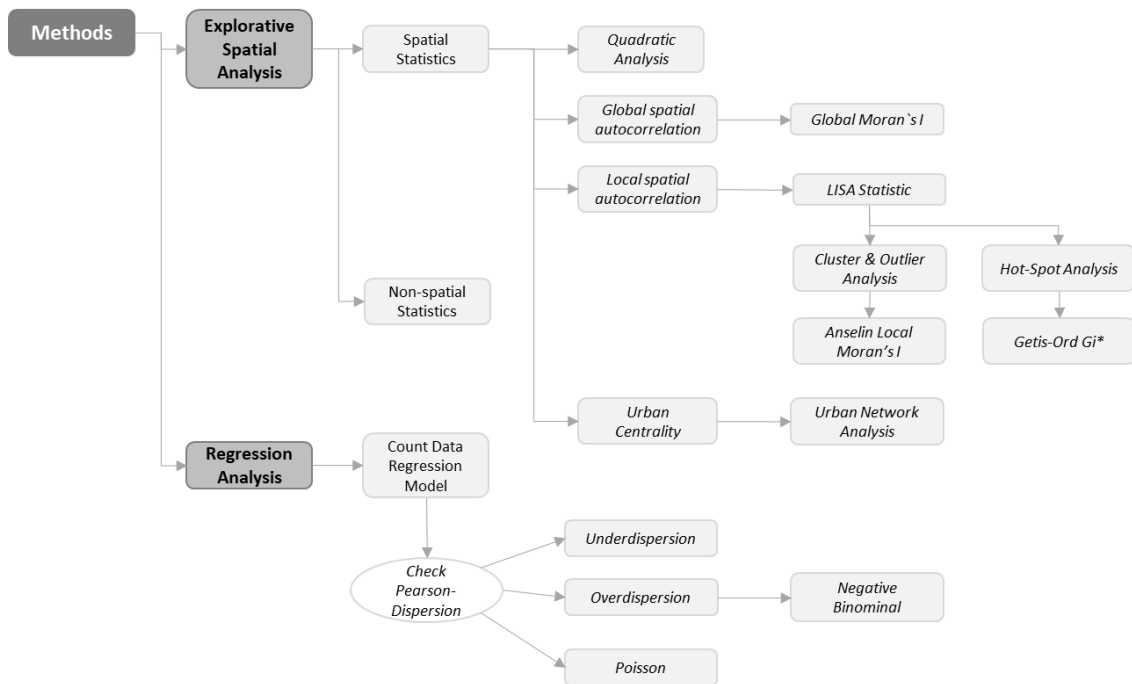 Methods
Explorative
Spatial
Analysis
Spatial
Statistics
Quadratic
Analysis
Global spatial
autocorrelation
Global Moran`s I
Local spatial
autocorrelation
LISA Statistic
Cluster & Outlier
Analysis
Hot-Spot Analysis
Non-spatial
Statistics
Anselin Local
Moran’s I
Getis-Ord Gi*
Urban
Centrality
Urban Network
Analysis
Regression
Analysis
Count Data
Regression
Model
Check
Pearson-
Dispersion
Underdispersion
Overdispersion
Negative
Binominal
Poisson